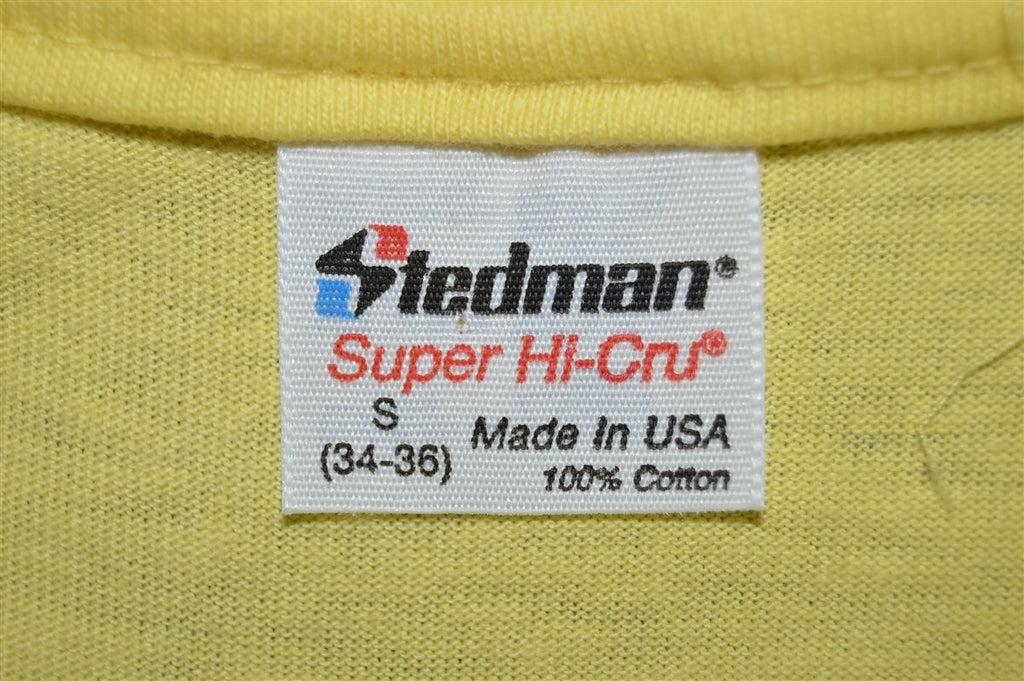 Stedman®
Super Hi-Cru®
S
(34-36)
Made In USA
100% Cotton